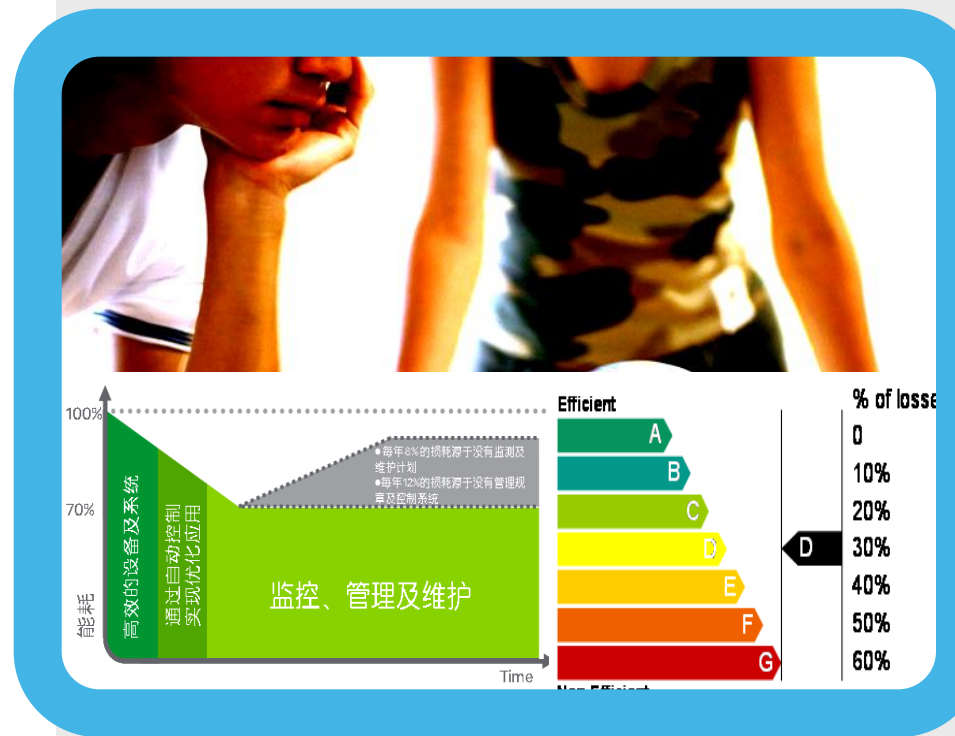 100%
70%
能耗
高效的设备及系统
通过自动控制
实现优化应用
●每年8%的损耗源于没有监测及
维护计划
●每年12%的损耗源于没有管理规
章及控制系统
监控、管理及维护
Time
Efficient
A
B
C
D
E
F
G
Non Efficient
D
% of losse
0
10%
20%
30%
40%
50%
60%